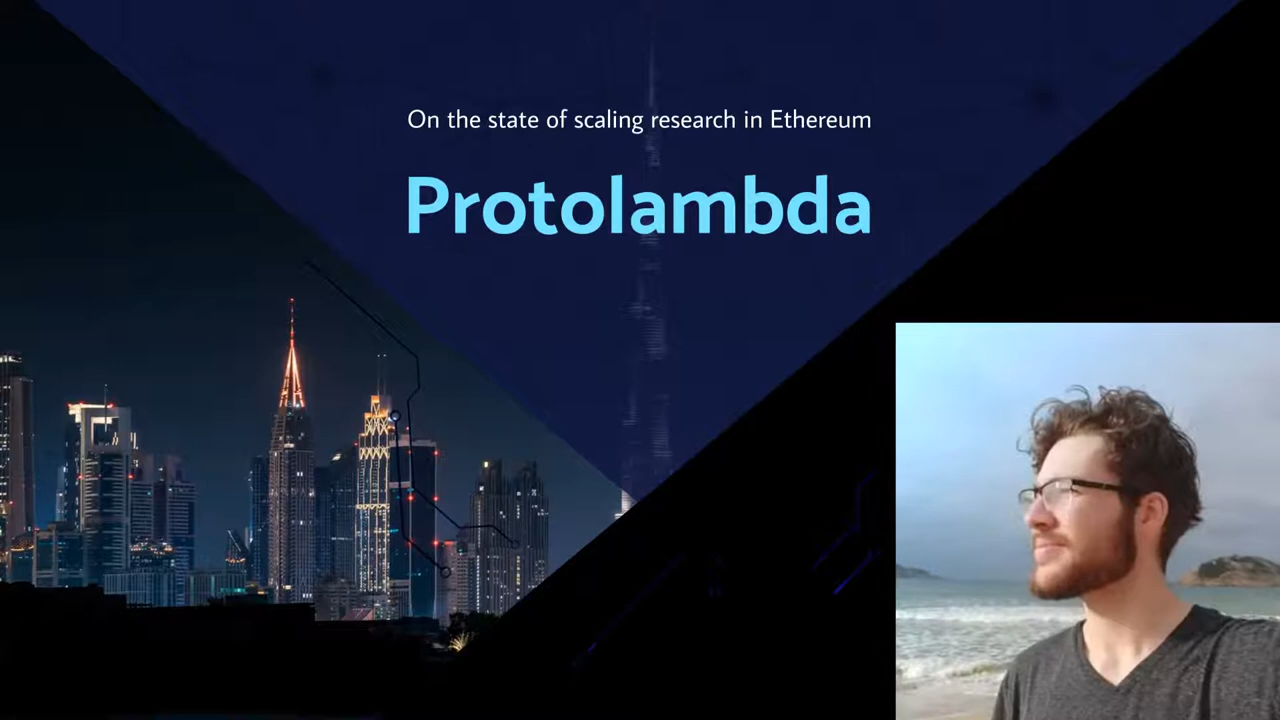 On the state of scaling research in Ethereum
Protolambda